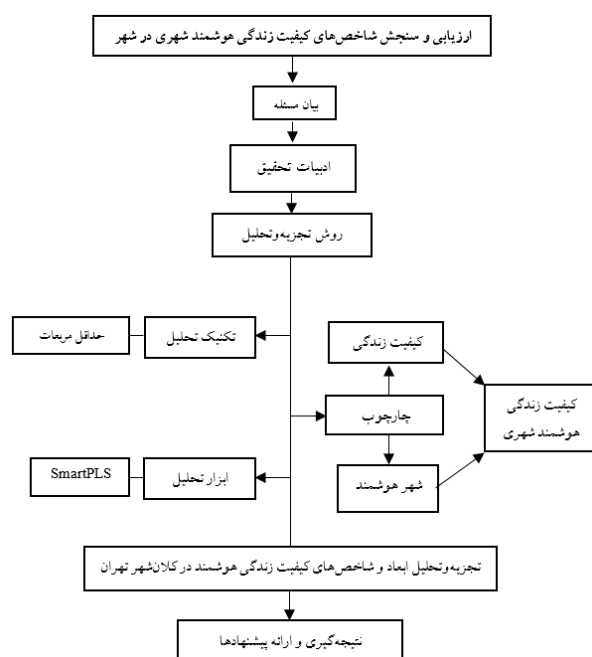 ارزیابی و سنجش شاخص‌های کیفیت زندگی هوشمند شهری در شهر
بیان مسئله
ادبیات تحقیق
روش تجزیه‌وتحلیل
تکنیک تحلیل
حداقل مربعات
کیفیت زندگی
چارچوب
کیفیت زندگی
هوشمند شهری
شهر هوشمند
ابزار تحلیل
SmartPLS
تجزیه‌وتحلیل ابعاد و شاخص‌های کیفیت زندگی هوشمند در کلان‌شهر تهران
نتیجه‌گیری و ارائه پیشنهادها